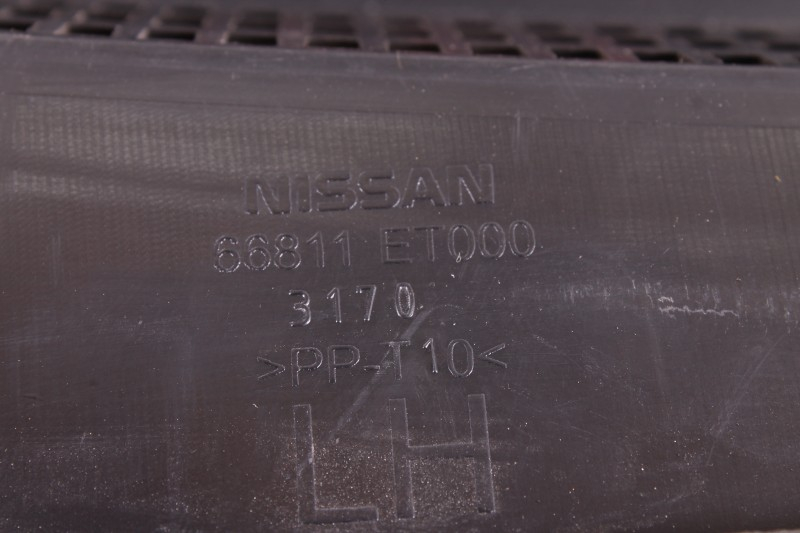 NISSAN
66811 ET000
3170
>PP-T10<
LH